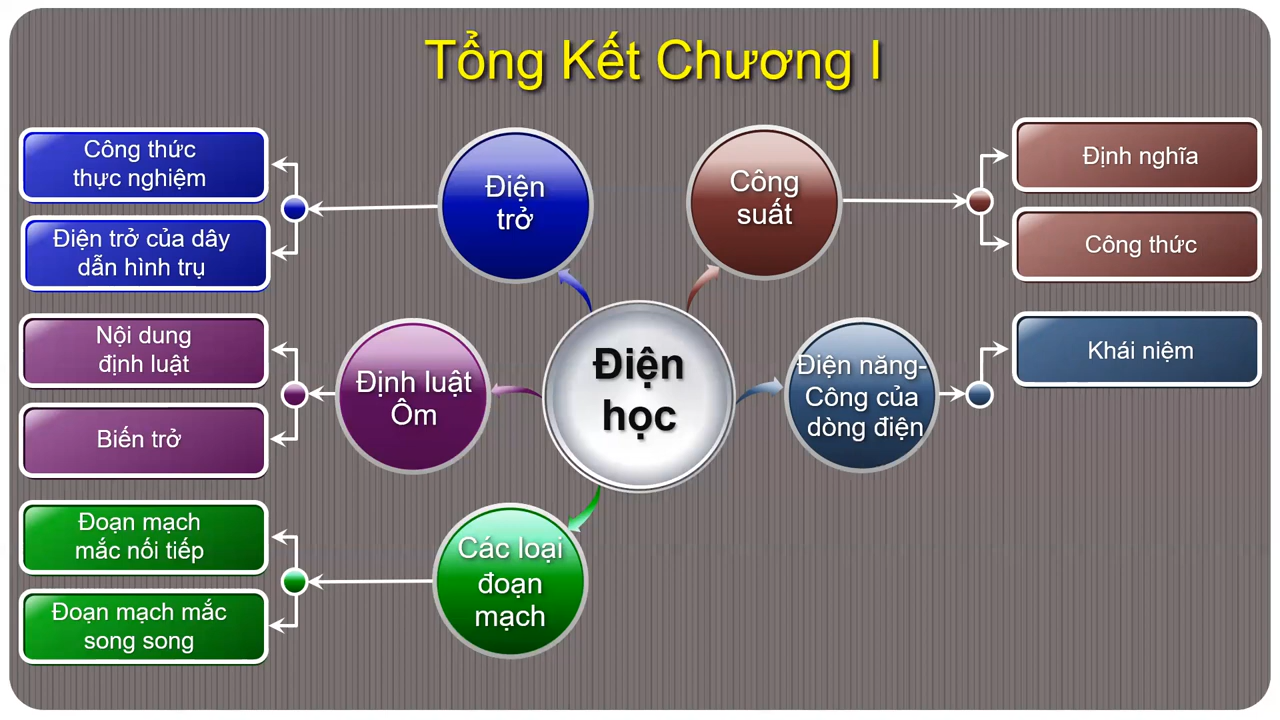 Tổng Kết Chương I
Công thức
thực nghiệm
Điện trở của dây
dẫn hình trụ
Điện
trở
Nội dung
định luật
Biến trở
Định luật
Ôm
Đoạn mạch
mắc nối tiếp
Đoạn mạch mắc
song song
Các loại
đoạn
mạch
Điện
học
Công
suất
Định nghĩa
Công thức
Điện năng-
Công của
dòng điện
Khái niệm